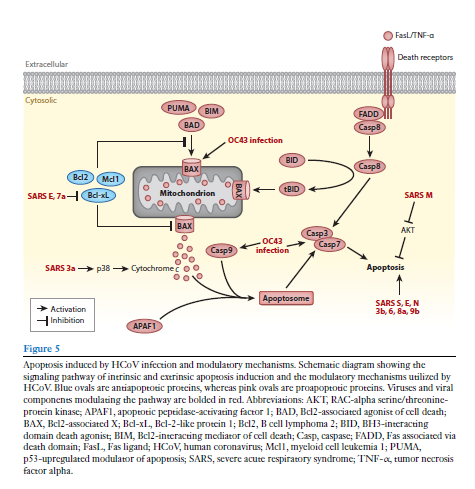 FasL/TNF-α
Death receptors
Extracellular
Cytosolic
PUMA
BIM
BAD
FADD
Casp8
OC43 infection
BAX
BID
Casp8
Bcl2
Mcl1
Mitochondrion
BAX
tBID
SARS E, 7a
Bcl-xL
SARS M
BAX
AKT
Casp3
Casp7
Casp9
OC43
infection
SARS 3a
p38
Cytochrome c
Apoptosis
Apoptosome
SARS S, E, N
3b, 6, 8a, 9b
Activation
Inhibition
APAF1
Figure 5
Apoptosis induced by HCoV infection and modulatory mechanisms. Schematic diagram showing the
signaling pathway of intrinsic and extrinsic apoptosis induction and the modulatory mechanisms utilized by
HCoV. Blue ovals are antiapoptotic proteins, whereas pink ovals are proapoptotic proteins. Viruses and viral
components modulating the pathway are bolded in red. Abbreviations: AKT, RAC-alpha serine/threonine-
protein kinase; APAF1, apoptotic peptidase-activating factor 1; BAD, Bcl2-associated agonist of cell death;
BAX, Bcl2-associated X; Bcl-xL, Bcl-2-like protein 1; Bcl2, B cell lymphoma 2; BID, BH3-interacting
domain death agonist; BIM, Bcl2-interacting mediator of cell death; Casp, caspase; FADD, Fas associated via
death domain; FasL, Fas ligand; HCoV, human coronavirus; Mcl1, myeloid cell leukemia 1; PUMA,
p53-upregulated modulator of apoptosis; SARS, severe acute respiratory syndrome; TNF-α, tumor necrosis
factor alpha.